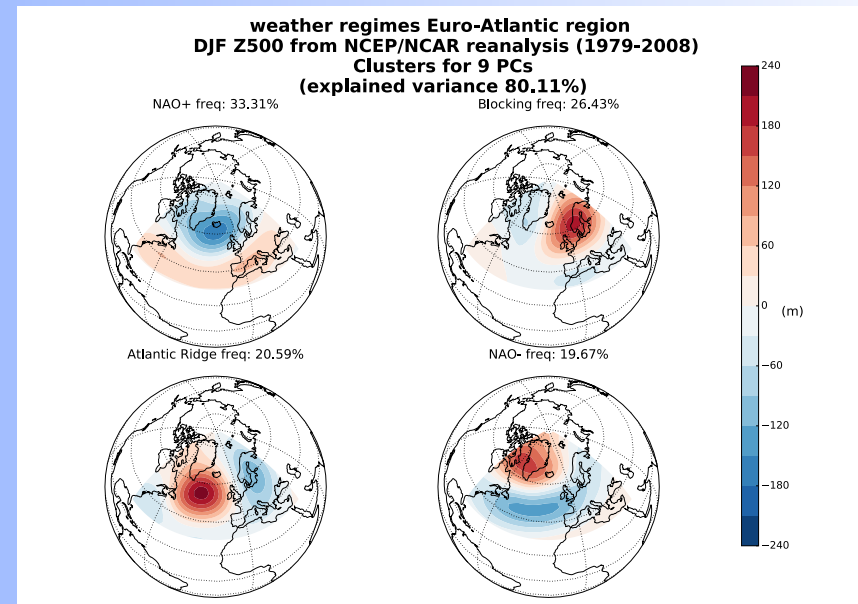 weather regimes Euro-Atlantic region
DJF Z500 from NCEP/NCAR reanalysis (1979-2008)
Clusters for 9 PCs
(explained variance 80.11%)
NAO+ freq: 33.31%
Blocking freq: 26.43%
Atlantic Ridge freq: 20.59%
NAO- freq: 19.67%
240
180
120
60
0
(m)
−60
−120
−180
−240